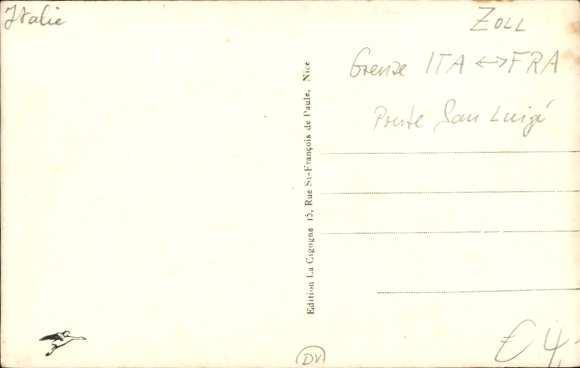 Italie
ZOLL
Grenze ITA ↔ FRA
Ponte San Luigi
Edition La Cigogne 15, Rue St-François de Paule, Nice
DV
€ 4,-